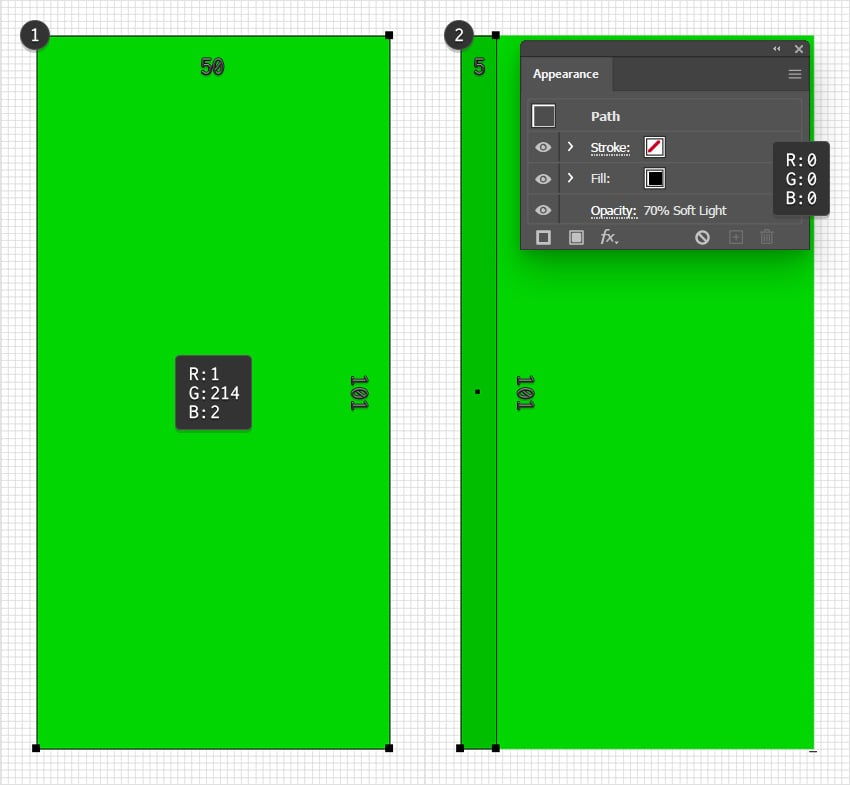 1
50
R:1
G:214
B:2
101
2
5
Appearance
Path
Stroke:
Fill:
Opacity: 70% Soft Light
fx
R:0
G:0
B:0
101